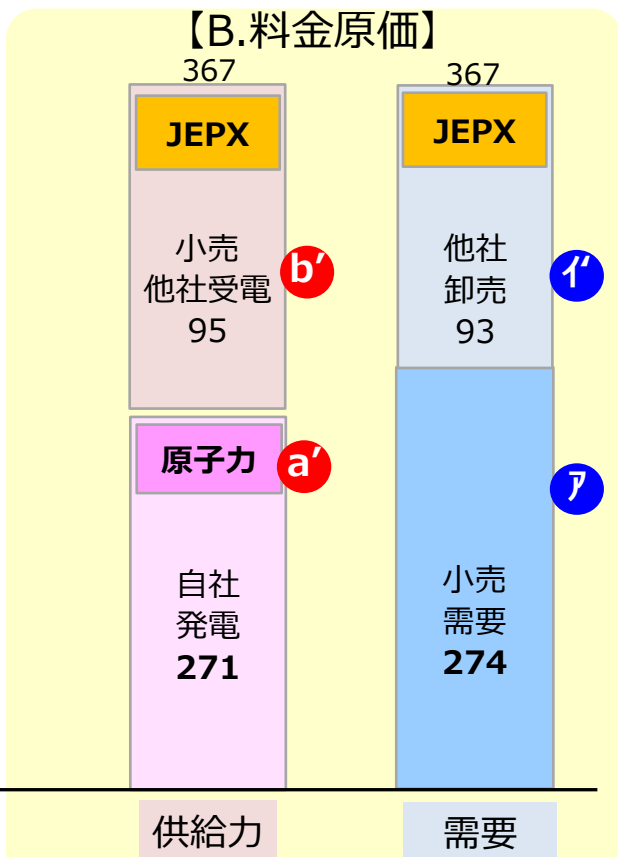 【B.料金原価】
367
JEPX
小売
他社受電
95
b′
原子力
a′
自社
発電
271
供給力
367
JEPX
他社
卸売
93
ｲ′
ｱ
小売
需要
274
需要